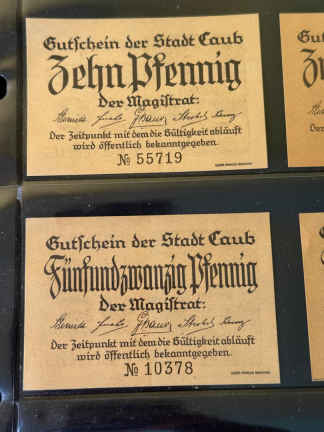 Gutschein der Stadt Caub
Zehn Pfennig
Der Magistrat:
Der Zeitpunkt mit dem die Gültigkeit abläuft
wird öffentlich bekanntgegeben.
№ 55719
Gutschein der Stadt Caub
Fünfundzwanzig Pfennig
Der Magistrat:
Der Zeitpunkt mit dem die Gültigkeit abläuft
wird öffentlich bekanntgegeben.
№ 10378